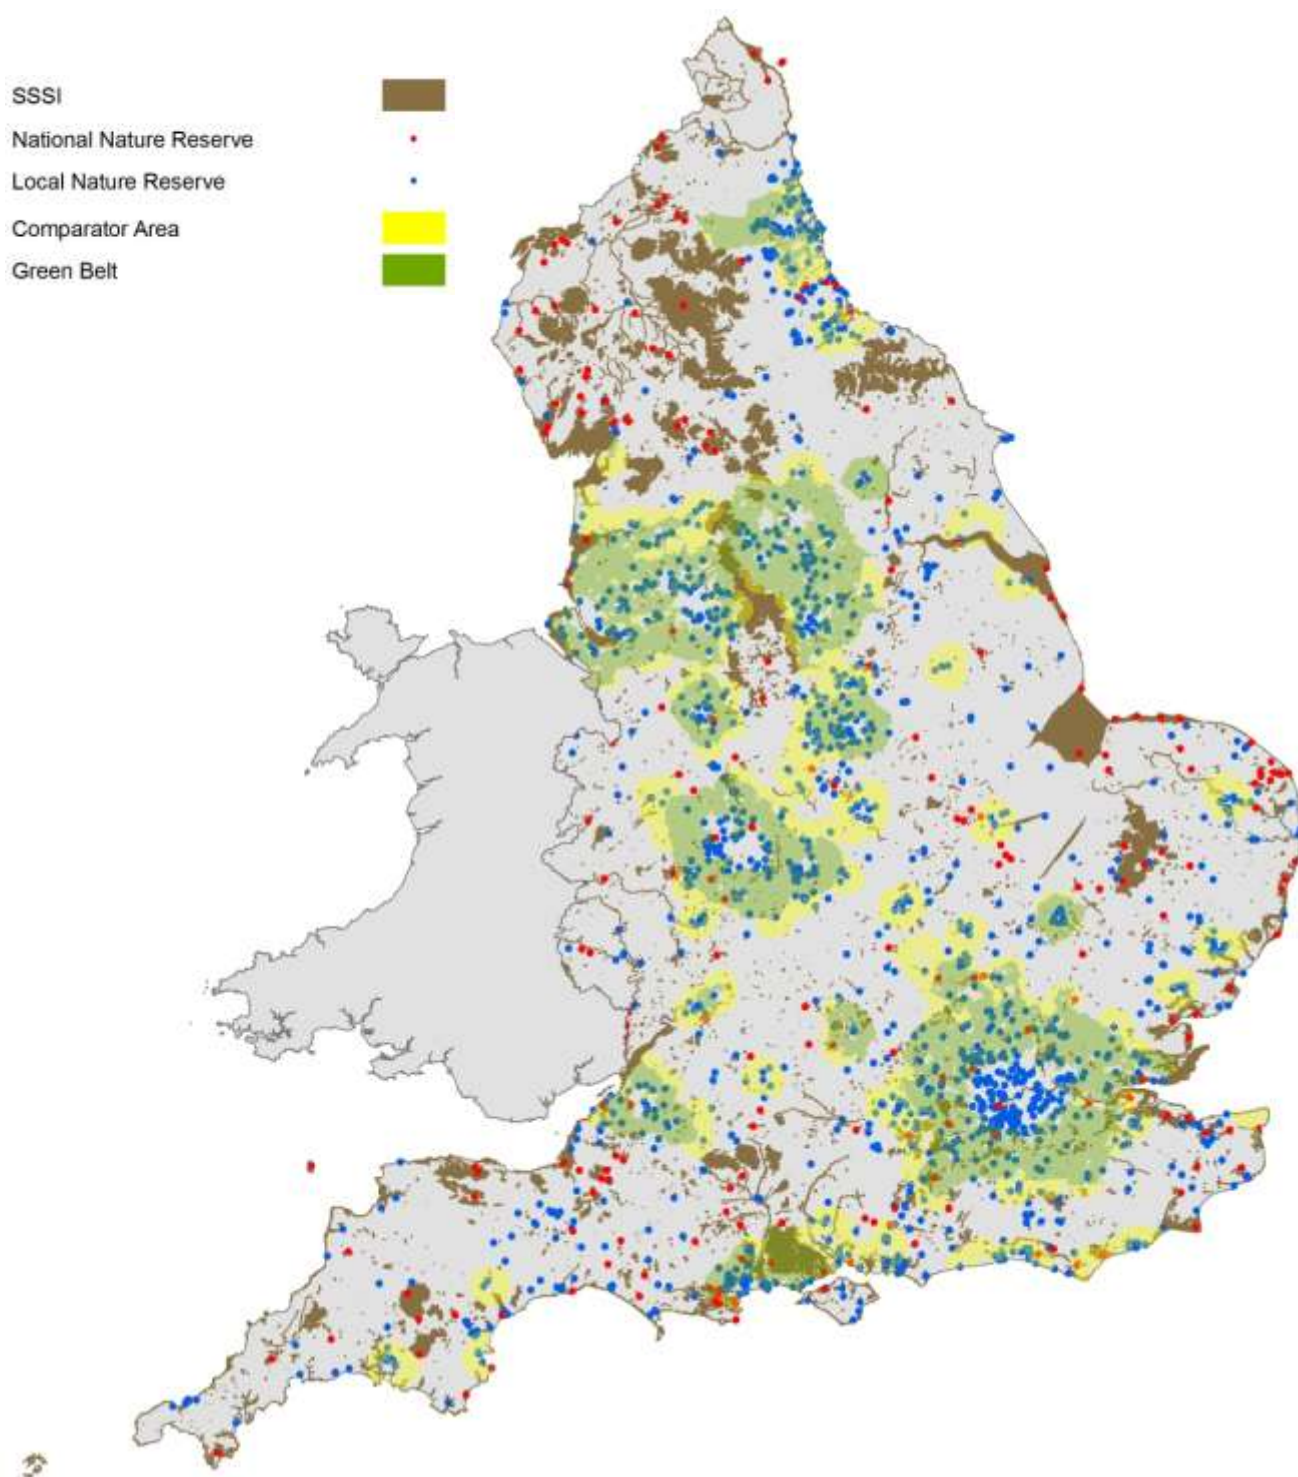 SSSI
National Nature Reserve
Local Nature Reserve
Comparator Area
Green Belt